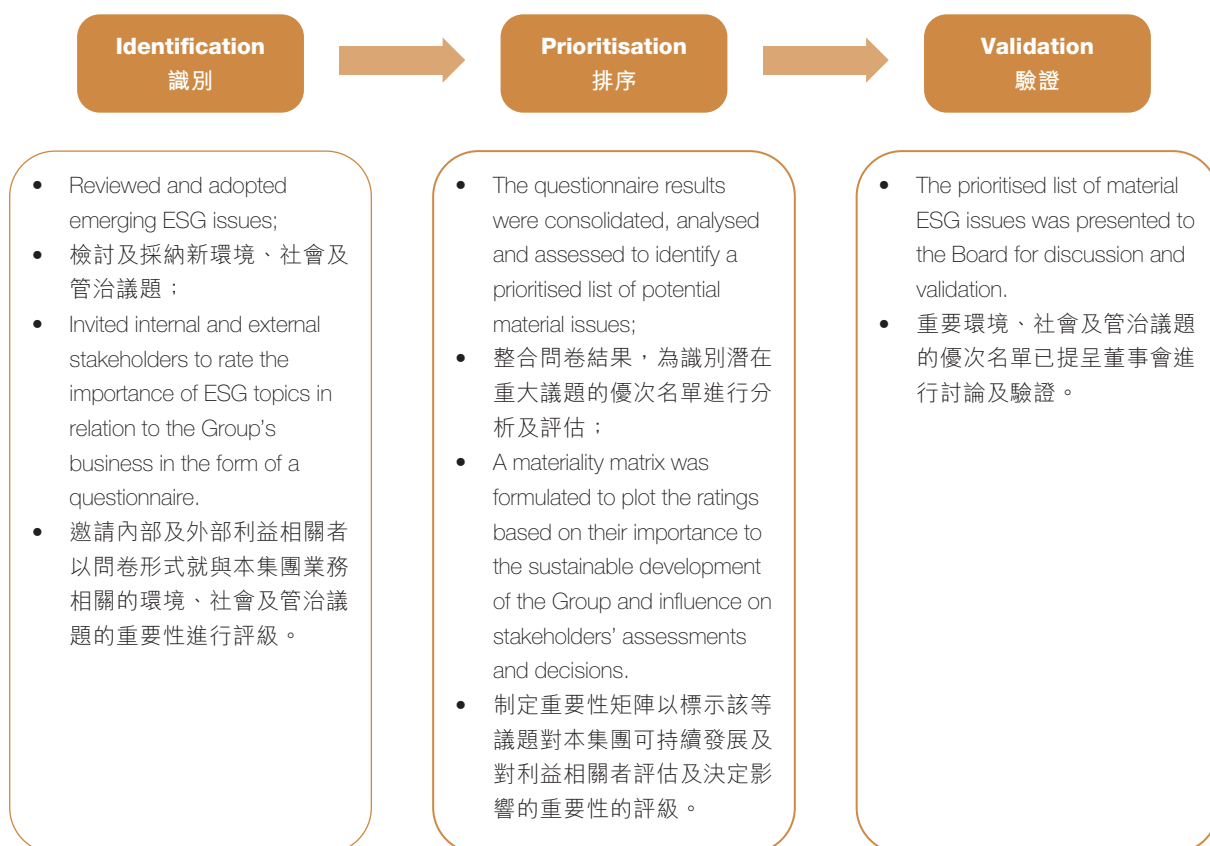 Identification
識別
Prioritisation
排序
Validation
驗證
• Reviewed and adopted
emerging ESG issues;
• 檢討及採納新環境、社會及
管治議題；
• Invited internal and external
stakeholders to rate the
importance of ESG topics in
relation to the Group’s
business in the form of a
questionnaire.
• 邀請內部及外部利益相關者
以問卷形式就與本集團業務
相關的環境、社會及管治議
題的重要性進行評級。
• The questionnaire results
were consolidated, analysed
and assessed to identify a
prioritised list of potential
material issues;
• 整合問卷結果，為識別潛在
重大議題的優次名單進行分
析及評估；
• A materiality matrix was
formulated to plot the ratings
based on their importance to
the sustainable development
of the Group and influence on
stakeholders’ assessments
and decisions.
• 制定重要性矩陣以標示該等
議題對本集團可持續發展及
對利益相關者評估及決定影
響的重要性的評級。
• The prioritised list of material
ESG issues was presented to
the Board for discussion and
validation.
• 重要環境、社會及管治議題
的優次名單已提呈董事會進
行討論及驗證。